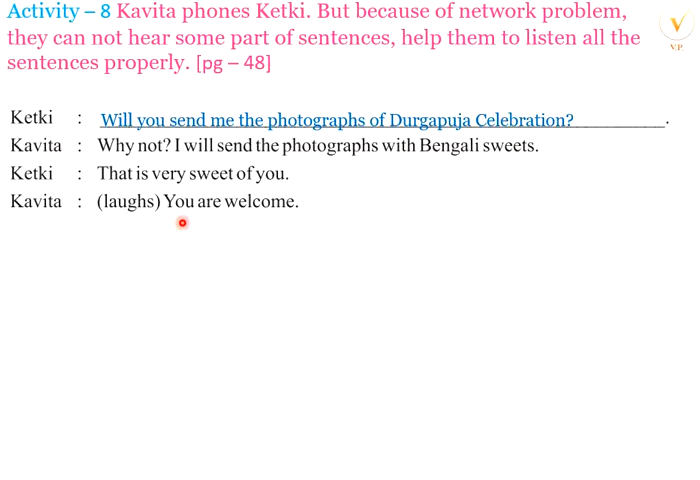 Activity – 8 Kavita phones Ketki. But because of network problem,
they can not hear some part of sentences, help them to listen all the
sentences properly. [pg – 48]
V
V.P.
Ketki : Will you send me the photographs of Durgapuja Celebration?__________.
Kavita : Why not? I will send the photographs with Bengali sweets.
Ketki : That is very sweet of you.
Kavita : (laughs) You are welcome.